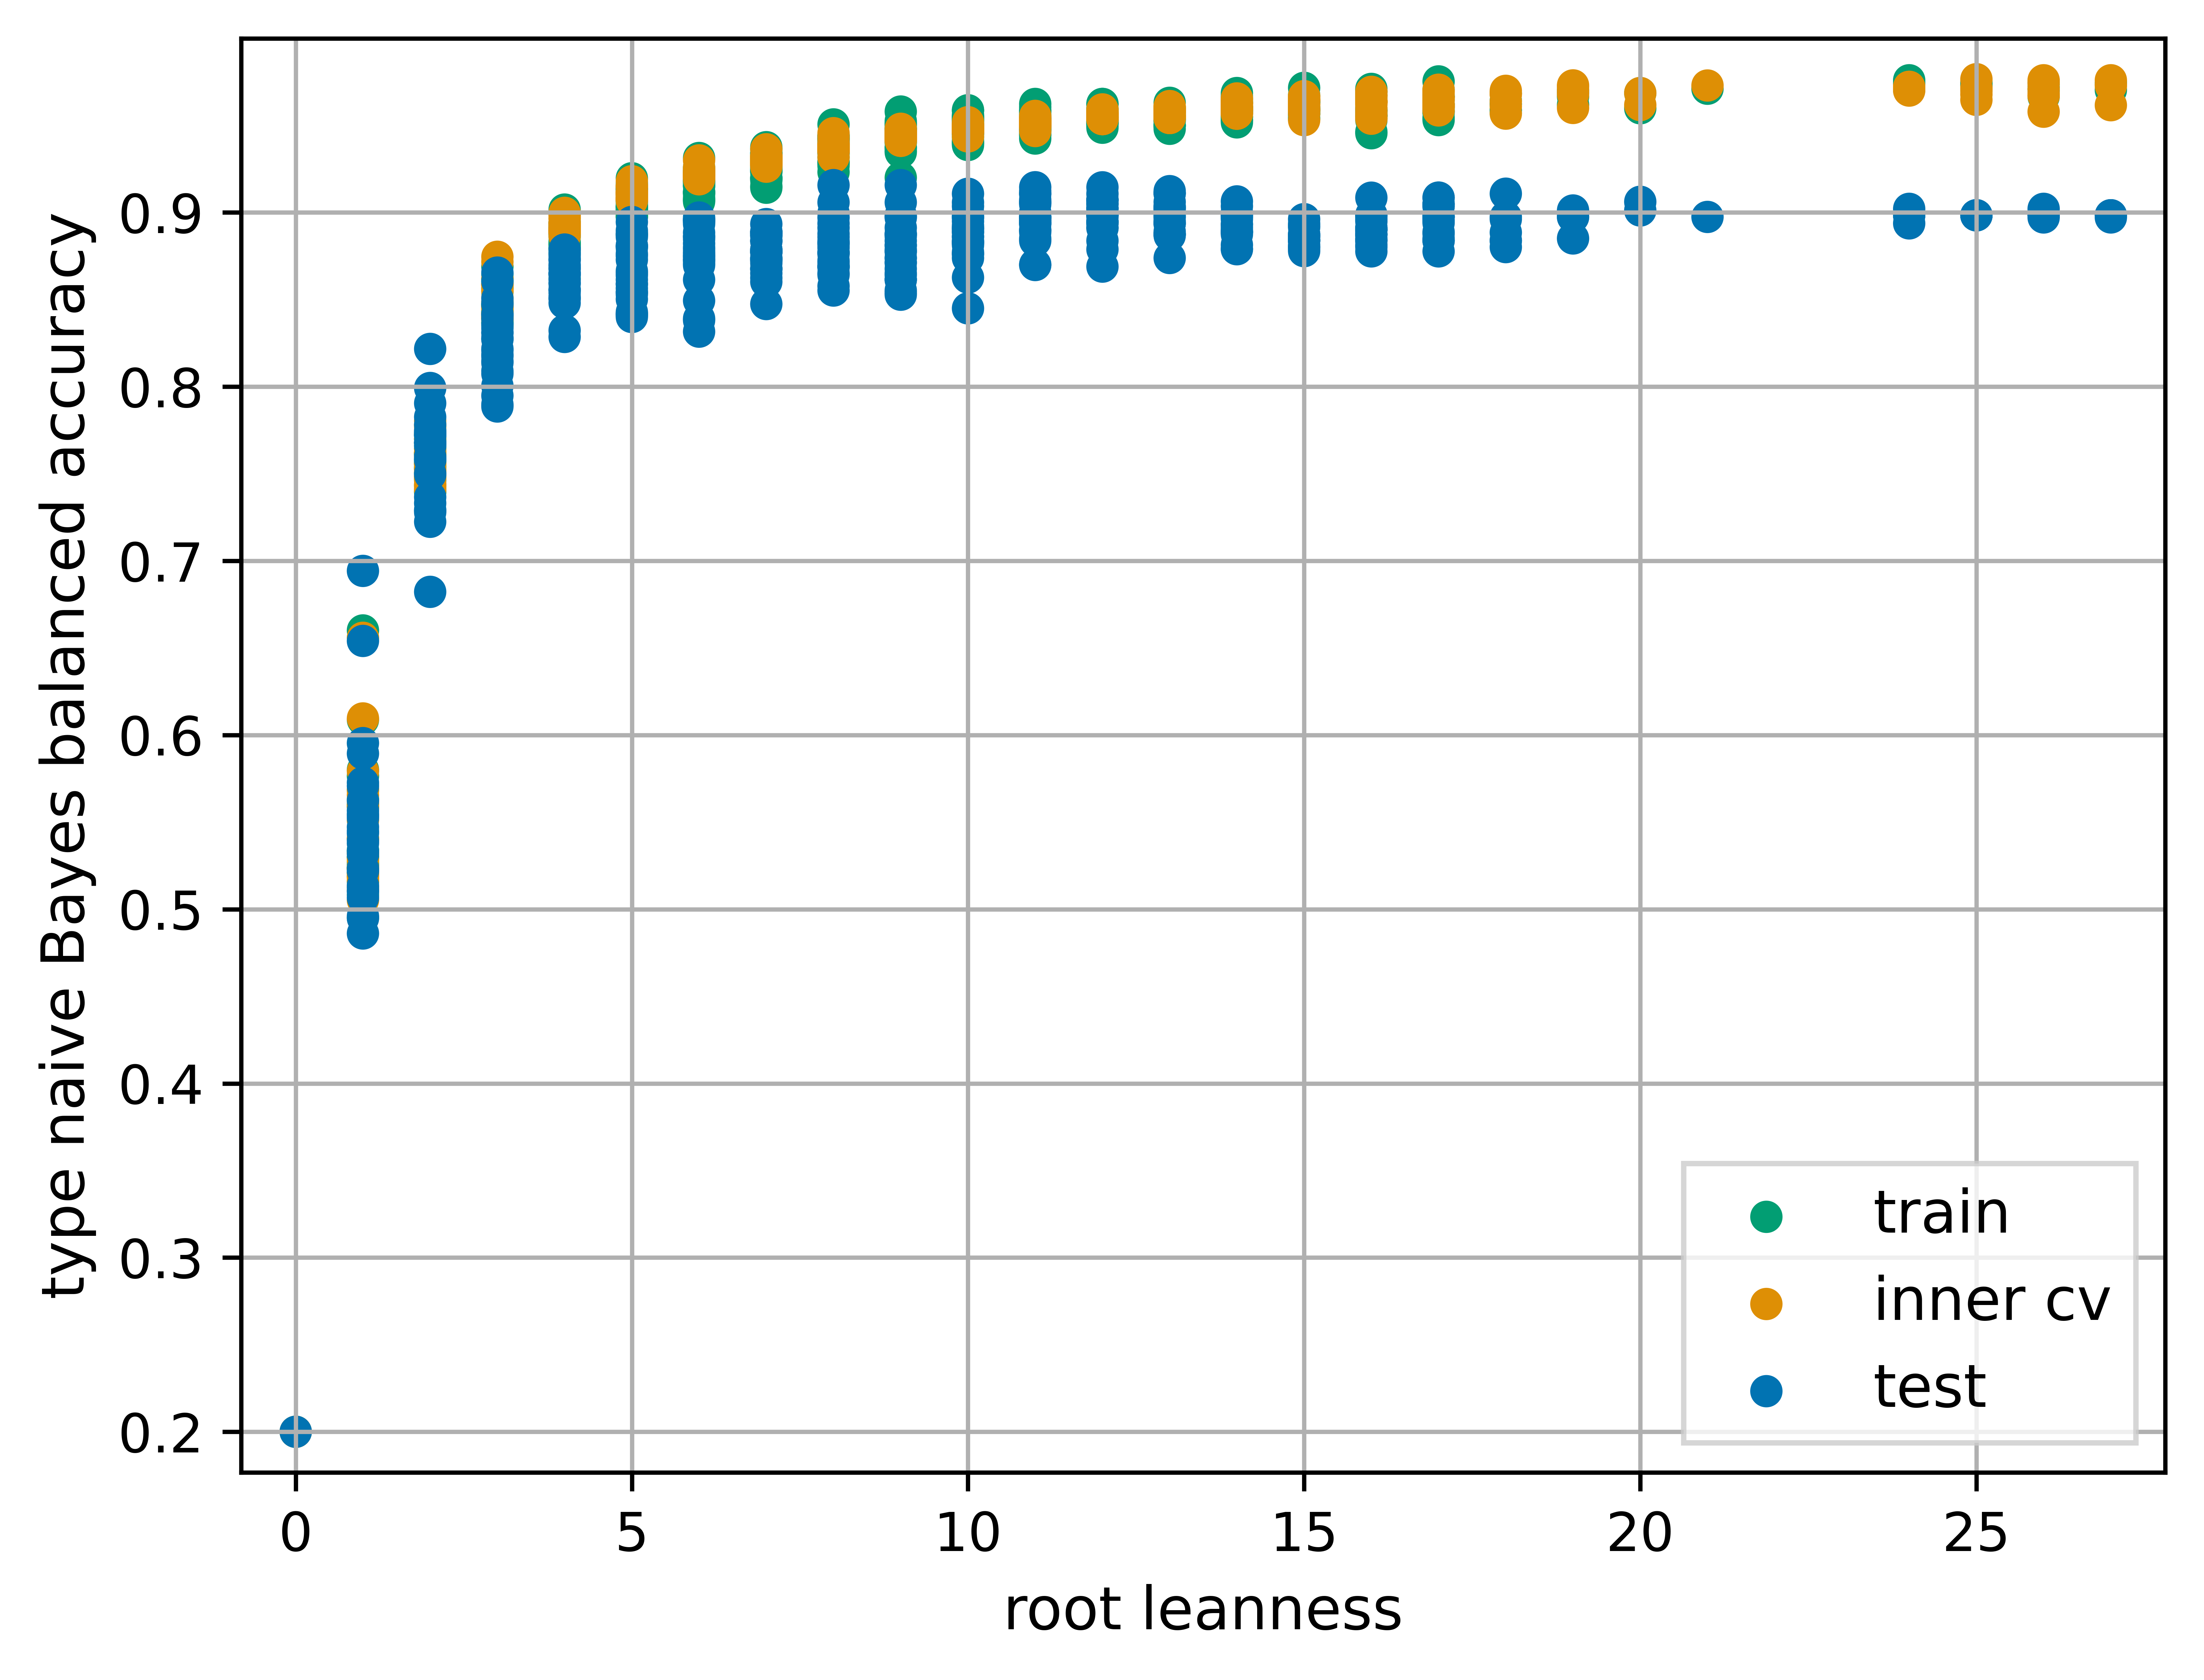 type naive Bayes balanced accuracy
0.9
0.8
0.7
0.6
0.5
0.4
0.3
0.2
train
inner cv
test
0 5 10 15 20 25
root leanness